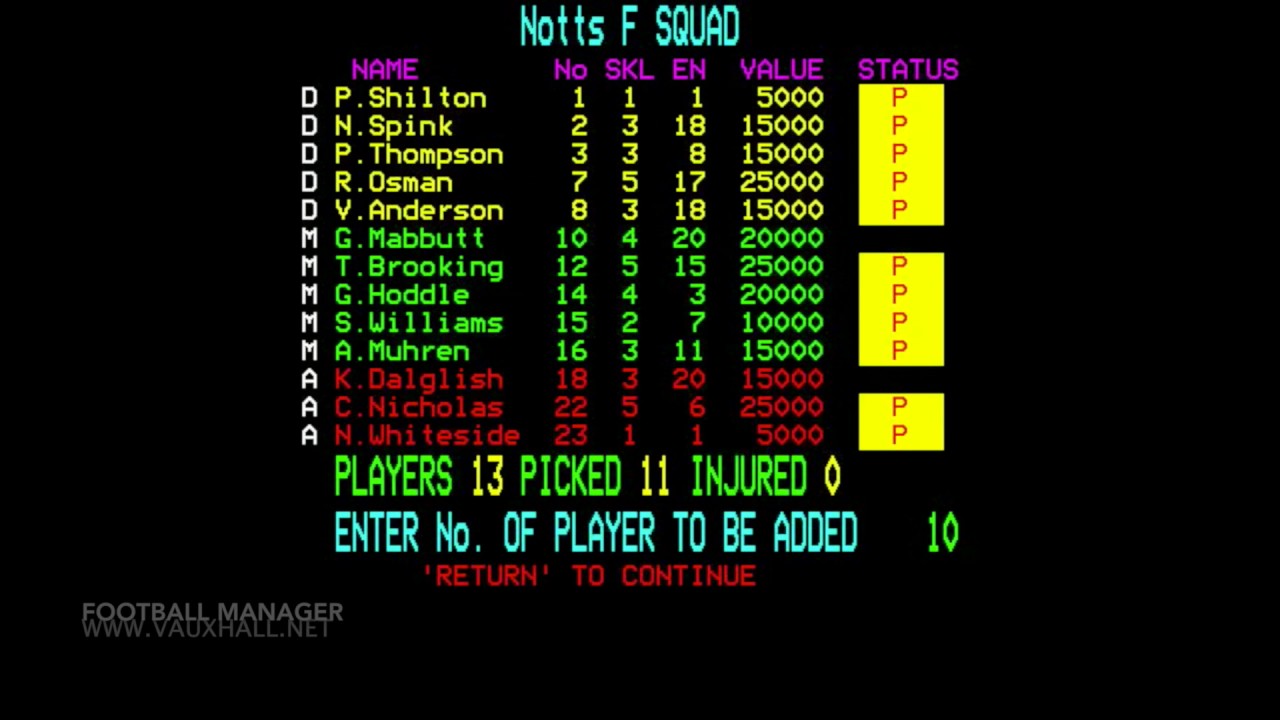 Notts F SQUAD
NAME No SKL EN VALUE STATUS
D P.Shilton 1 1 1 5000 P
D N.Spink 2 3 18 15000 P
D P.Thompson 3 3 8 15000 P
D R.Osman 7 5 17 25000 P
D V.Anderson 8 3 18 15000 P
M G.Mabbutt 10 4 20 20000
M T.Brooking 12 5 15 25000 P
M G.Hoddle 14 4 3 20000 P
M S.Williams 15 2 7 10000 P
M A.Muhren 16 3 11 15000 P
A K.Dalglish 18 3 20 15000
A C.Nicholas 22 5 6 25000 P
A N.Whiteside 23 1 1 5000 P
PLAYERS 13 PICKED 11 INJURED 0
ENTER No. OF PLAYER TO BE ADDED 10
'RETURN' TO CONTINUE
FOOTBALL MANAGER
WWW.VAUXHALL.NET